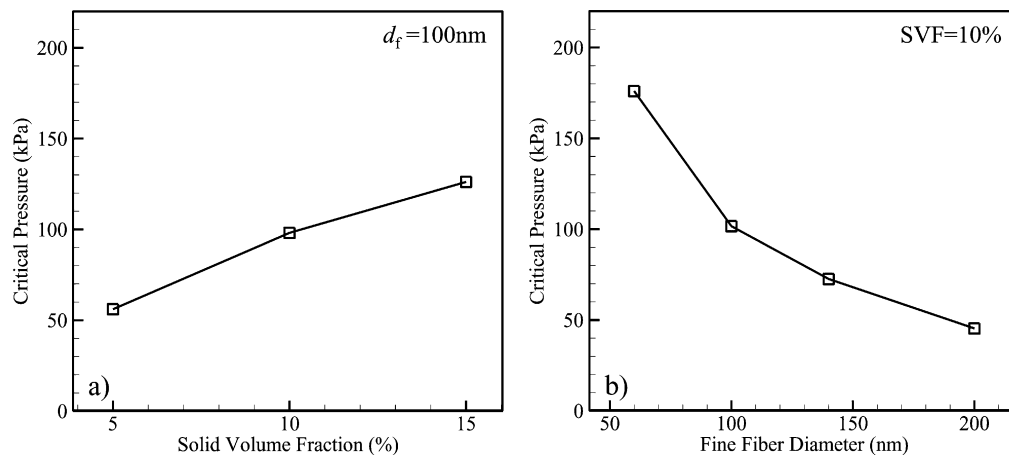 d_f =100nm
200
150
100
50
0
Critical Pressure (kPa)
a)
5
10
15
Solid Volume Fraction (%)
SVF=10%
200
150
100
50
0
Critical Pressure (kPa)
b)
50
100
150
200
Fine Fiber Diameter (nm)